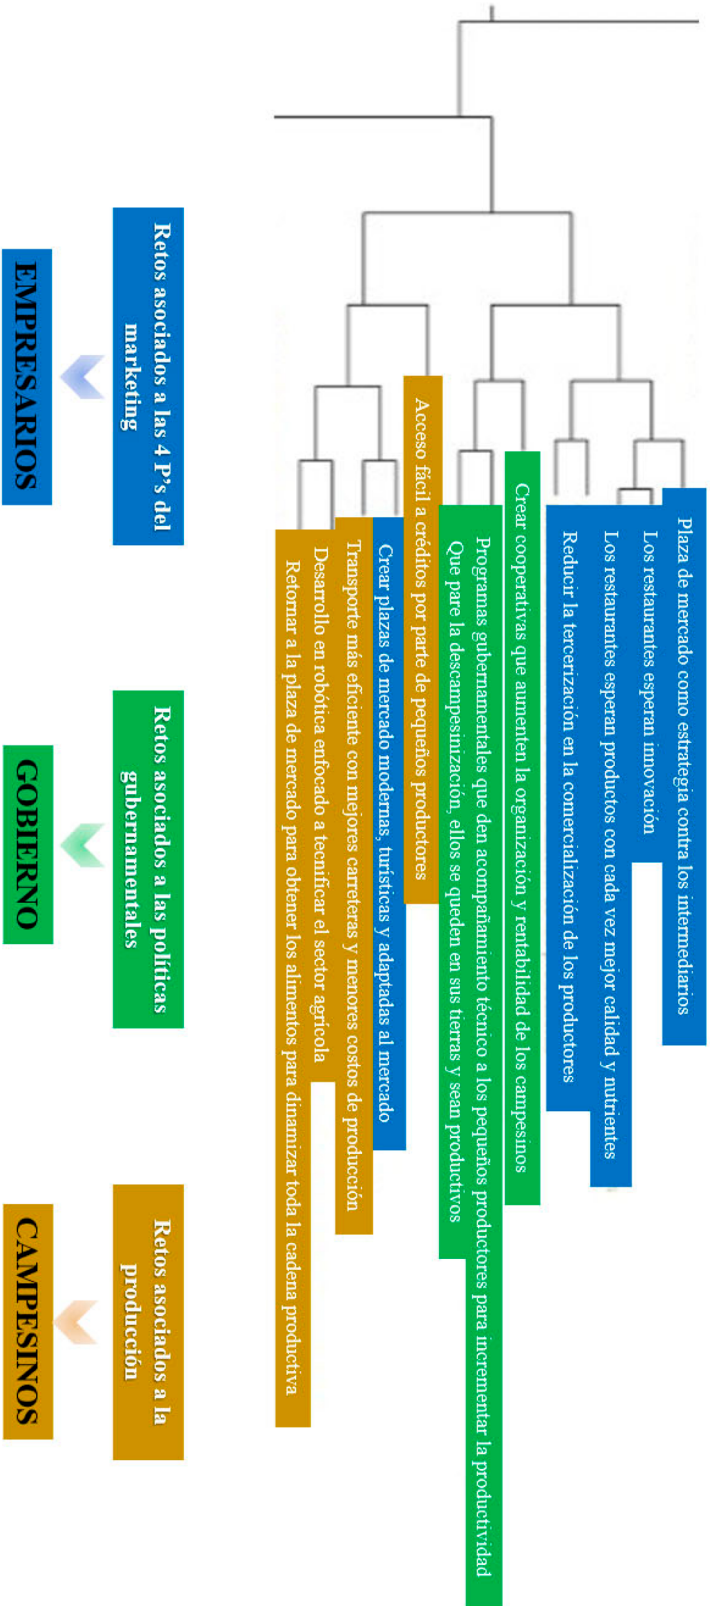 Plaza de mercado como estrategia contra los intermediarios
Los restaurantes esperan innovación
Los restaurantes esperan productos con cada vez mejor calidad y nutrientes
Reducir la tercerización en la comercialización de los productores
Crear cooperativas que aumenten la organización y rentabilidad de los campesinos
Programas gubernamentales que den acompañamiento técnico a los pequeños productores para incrementar la productividad
Que pare la descampesinización, ellos se queden en sus tierras y sean productivos
Acceso fácil a créditos por parte de pequeños productores
Crear plazas de mercado modernas, turísticas y adaptadas al mercado
Transporte más eficiente con mejores carreteras y menores costos de producción
Desarrollo en robótica enfocado a tecnificar el sector agrícola
Retornar a la plaza de mercado para obtener los alimentos para dinamizar toda la cadena productiva
Retos asociados a las 4 P's del
marketing
Retos asociados a las políticas
gubernamentales
Retos asociados a la
producción
EMPRESARIOS
GOBIERNO
CAMPESINOS